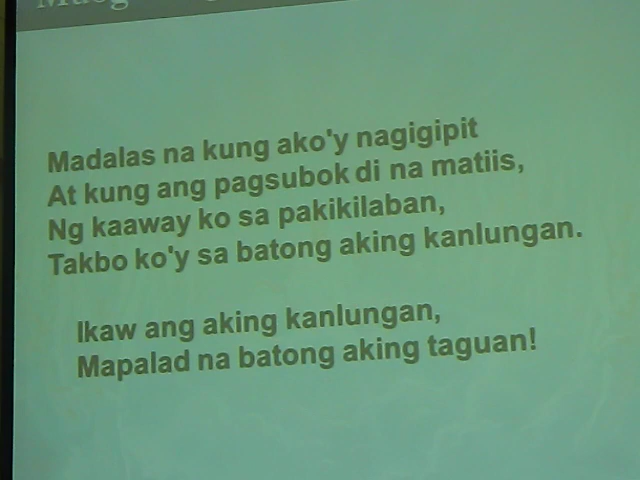 Madalas na kung ako'y nagigipit
At kung ang pagsubok di na matiis,
Ng kaaway ko sa pakikilaban,
Takbo ko'y sa batong aking kanlungan.
Ikaw ang aking kanlungan,
Mapalad na batong aking taguan!